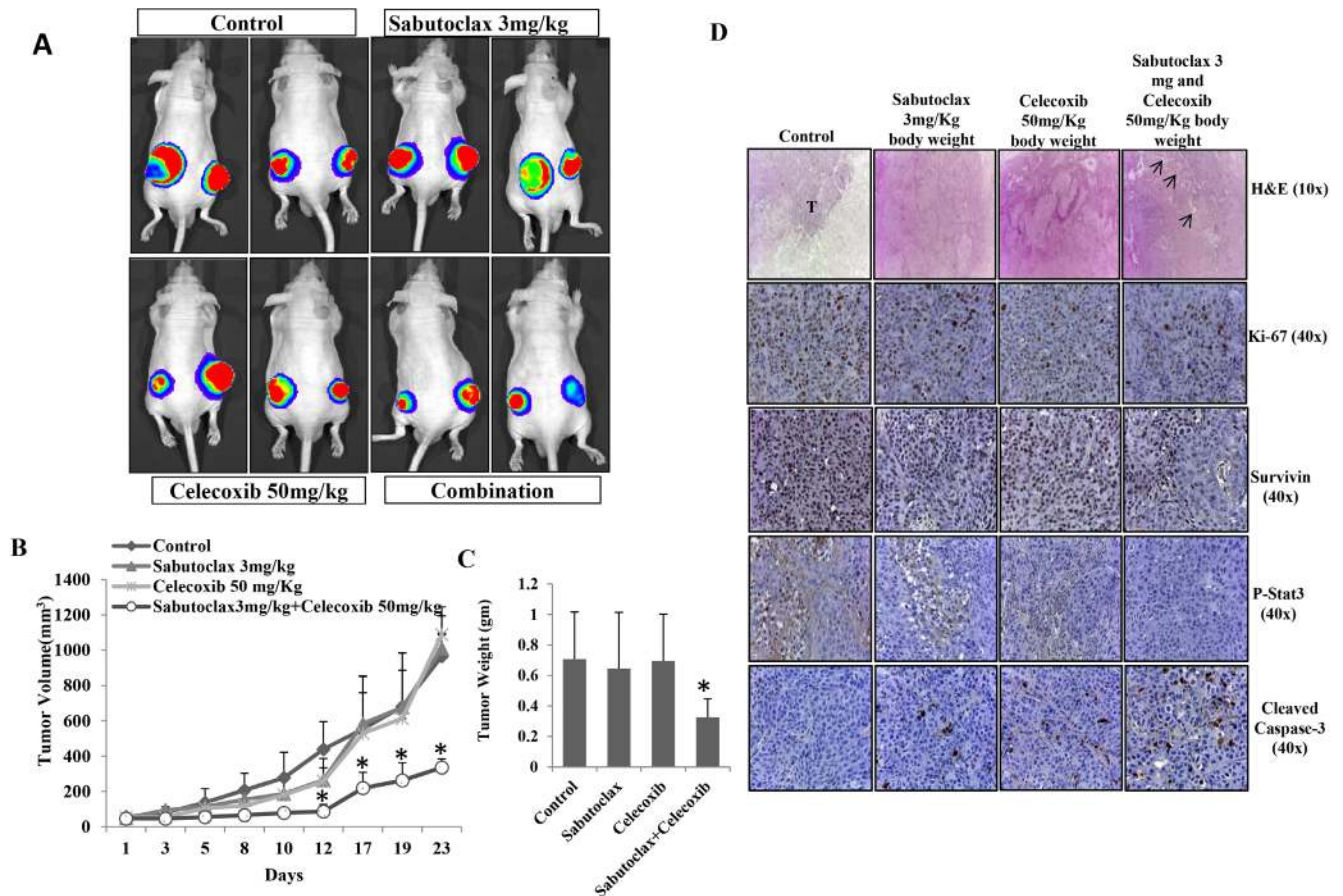 A
Control
Sabutoclax 3mg/kg
Celecoxib 50mg/kg
Combination
B
Control
Sabutoclax 3mg/kg
Celecoxib 50 mg/Kg
Sabutoclax3mg/kg+Celecoxib 50mg/kg
Tumor Volume(mm³)
1400
1200
1000
800
600
400
200
0
*
*
*
*
1
3
5
8
10
12
17
19
23
Days
C
Tumor Weight (gm)
1.2
1
0.8
0.6
0.4
0.2
0
*
Control
Sabutoclax
Celecoxib
Sabutoclax+Celecoxib
D
Control
Sabutoclax
3mg/Kg
body weight
Celecoxib
50mg/Kg
body weight
Sabutoclax 3
mg and
Celecoxib
50mg/Kg body
weight
T
H&E (10x)
Ki-67 (40x)
Survivin
(40x)
P-Stat3
(40x)
Cleaved
Caspase-3
(40x)